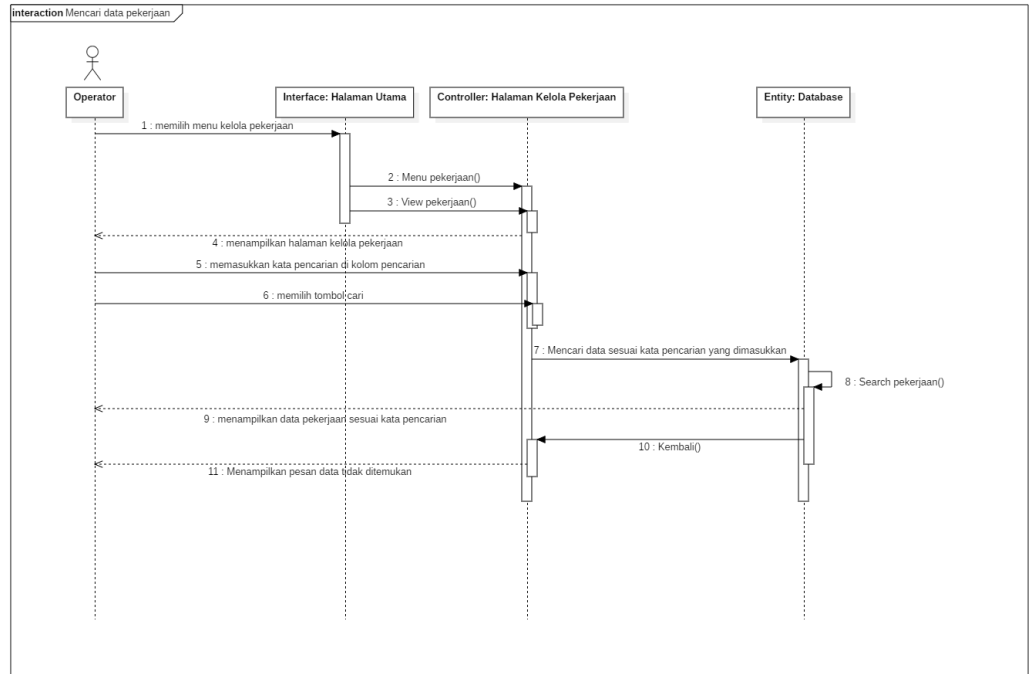 interaction Mencari data pekerjaan
Operator
Interface: Halaman Utama
Controller: Halaman Kelola Pekerjaan
Entity: Database
1 : memilih menu kelola pekerjaan
2 : Menu pekerjaan()
3 : View pekerjaan()
4 : menampilkan halaman kelola pekerjaan
5 : memasukkan kata pencarian di kolom pencarian
6 : memilih tombol cari
7 : Mencari data sesuai kata pencarian yang dimasukkan
8 : Search pekerjaan()
9 : menampilkan data pekerjaan sesuai kata pencarian
10 : Kembali()
11 : Menampilkan pesan data tidak ditemukan